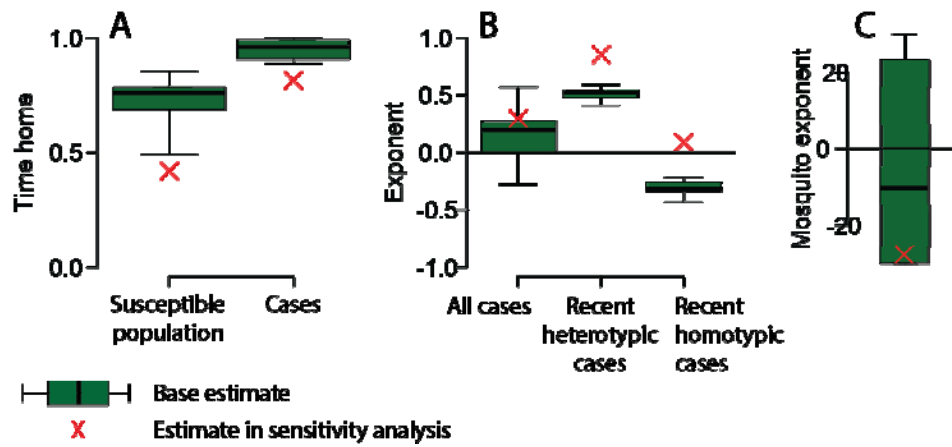 A
B
C
Time home
1.0
0.5
0.0
Susceptible
population
Cases
Exponent
1.0
0.5
0.0
-0.5
-1.0
All cases
Recent
heterotypic
cases
Recent
homotypic
cases
Mosquito exponent
20
0
-20
Base estimate
X Estimate in sensitivity analysis